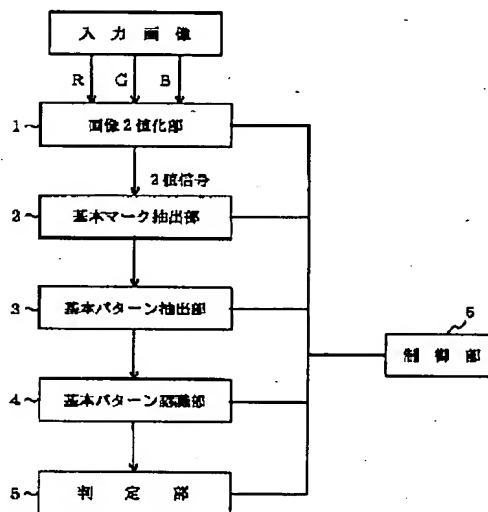 入力画像
R G B
1 画像2値化部
2値信号
2 基本マーク抽出部
3 基本パターン抽出部
6
制御部
4 基本パターン認識部
5 判定部